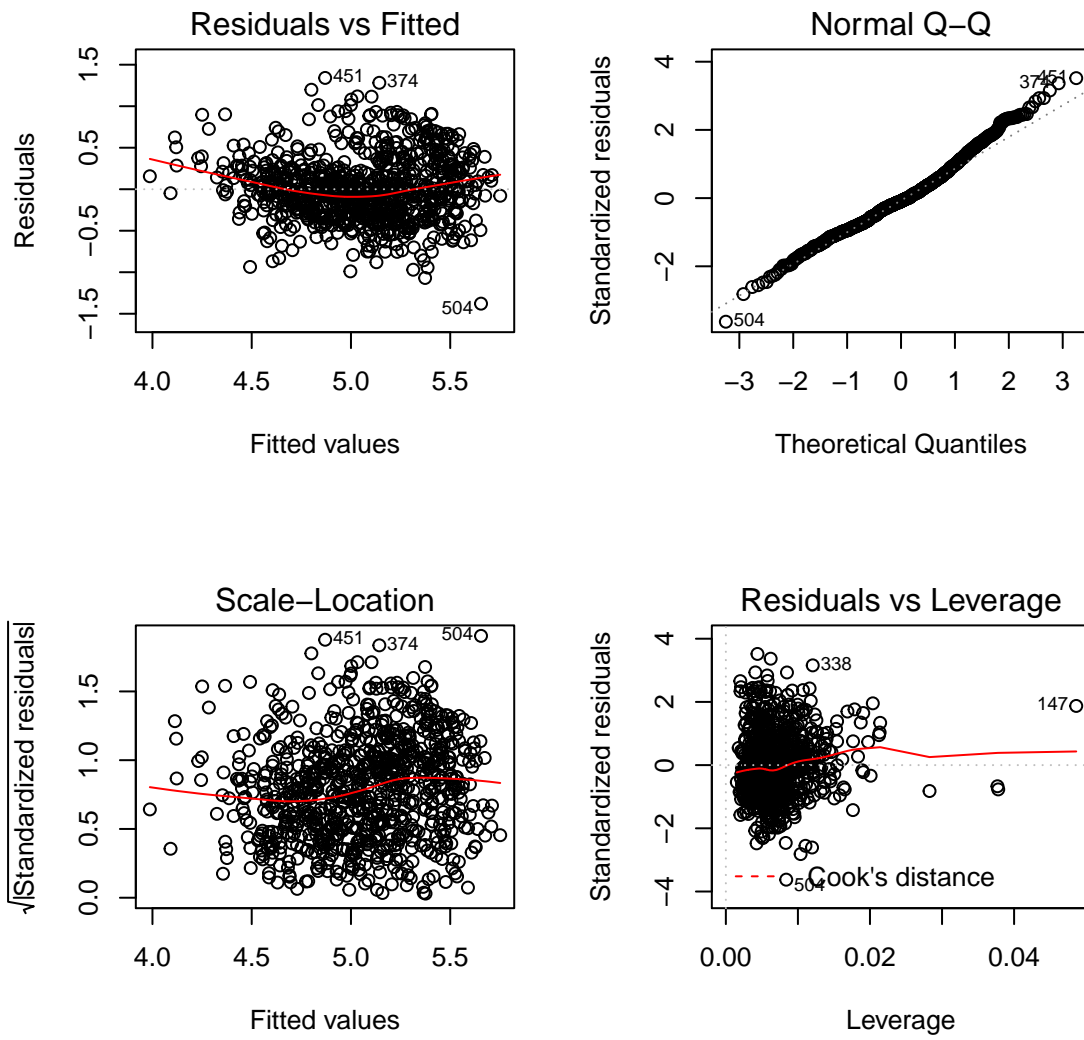 Residuals vs Fitted
Residuals
1.5
0.5
−0.5
−1.5
451
374
504
4.0 4.5 5.0 5.5
Fitted values
Normal Q−Q
Standardized residuals
4
2
0
−2
374
451
504
−3 −2 −1 0 1 2 3
Theoretical Quantiles
Scale−Location
√|Standardized residuals|
1.5
1.0
0.5
0.0
451
374
504
4.0 4.5 5.0 5.5
Fitted values
Residuals vs Leverage
Standardized residuals
4
2
0
−2
−4
338
147
504
Cook's distance
0.00 0.02 0.04
Leverage